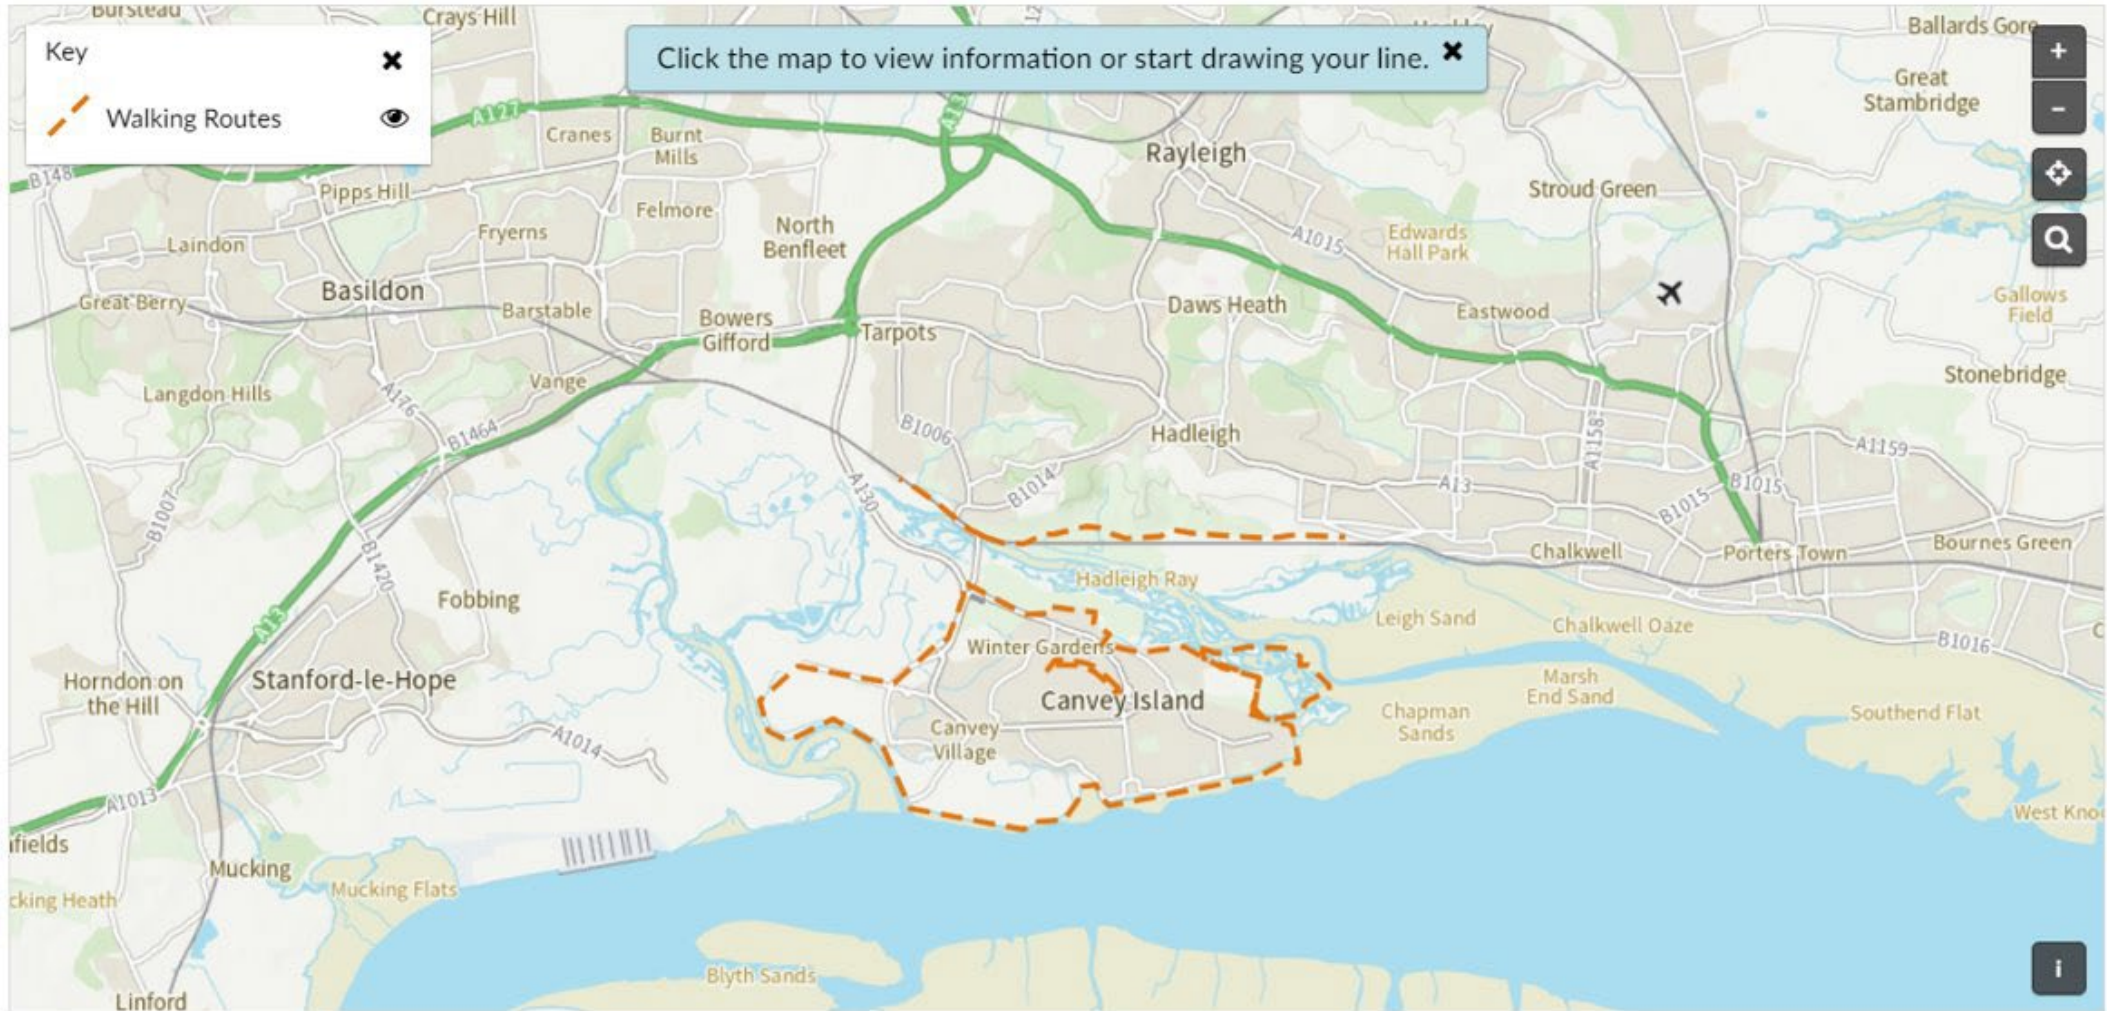 Burstead
Crays Hill
Ballards Gore
Key
Click the map to view information or start drawing your line.
Great
Stambridge
Walking Routes
A127
Cranes
Burnt
Mills
Rayleigh
B148
Pipps Hill
Stroud Green
Felmore
North
Benfleet
Fryerns
Laindon
A1015
Edwards
Hall Park
Basildon
Great Berry
Barstable
Bowers
Gifford
Tarpots
Daws Heath
Eastwood
Gallows
Field
Langdon Hills
Vange
A176
Stonebridge
B1464
B1006
Hadleigh
A1158
A1159
B1007
A130
B1014
A13
B1015
B1015
B1420
Chalkwell
Porters Town
Bournes Green
Fobbing
Hadleigh Ray
A13
Leigh Sand
Chalkwell Oaze
Winter Gardens
B1016
Horndon on
the Hill
Stanford-le-Hope
Canvey Island
Marsh
End Sand
Chapman
Sands
Southend Flat
Canvey
Village
A1014
A1013
West Kno
fields
Mucking
Mucking Flats
cking Heath
Blyth Sands
Linford